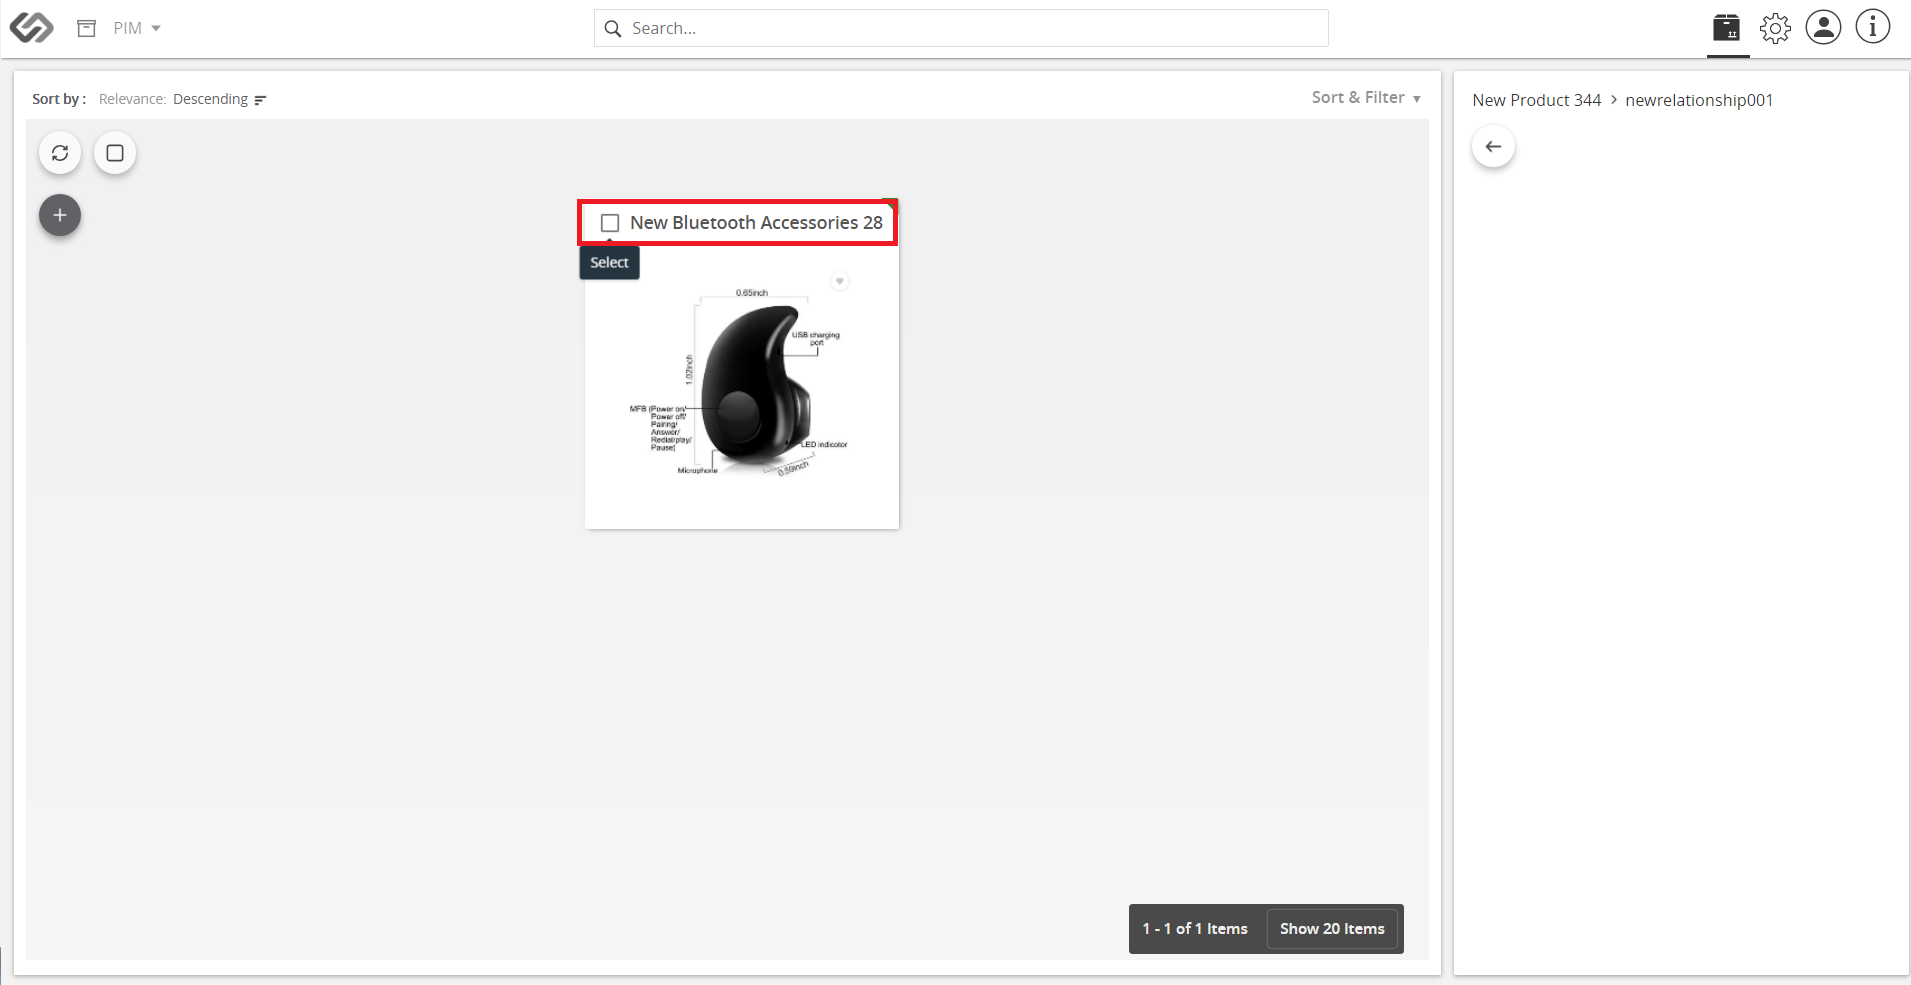 PIM
Search...
Sort by : Relevance: Descending
Sort & Filter
New Product 344 > newrelationship001
New Bluetooth Accessories 28
Select
0.65inch
USB charging
port
1.02inch
MFB (Power on/
Power off/
Pairing/
Answer/
Redial/play/
Pause)
LED indicotor
Microphone
0.59inch
1 - 1 of 1 Items
Show 20 Items